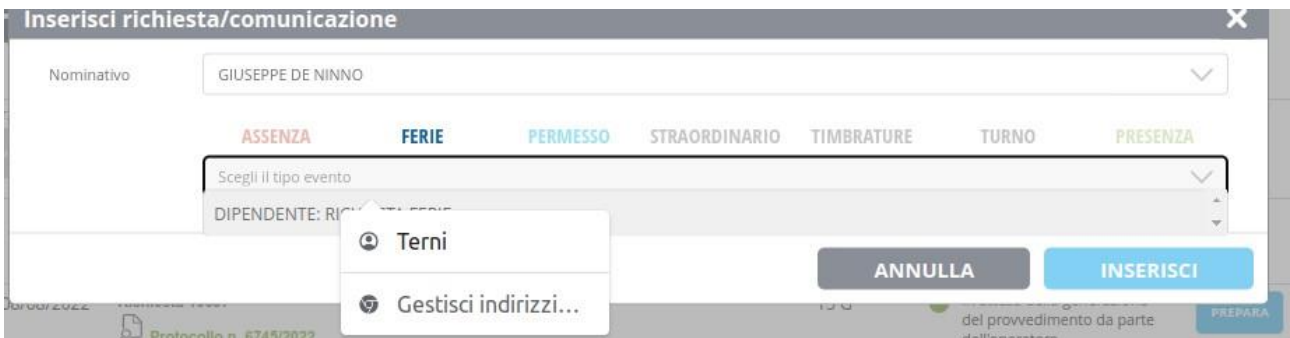 Inserisci richiesta/comunicazione
Nominativo
GIUSEPPE DE NINNO
ASSENZA FERIE PERMESSO STRAORDINARIO TIMBRATURE TURNO PRESENZA
Scegli il tipo evento
DIPENDENTE:
Terni
ANNULLA INSERISCI
Gestisci indirizzi...
del provvedimento da parte
PREPARA
Protocollo n. 6745/2022